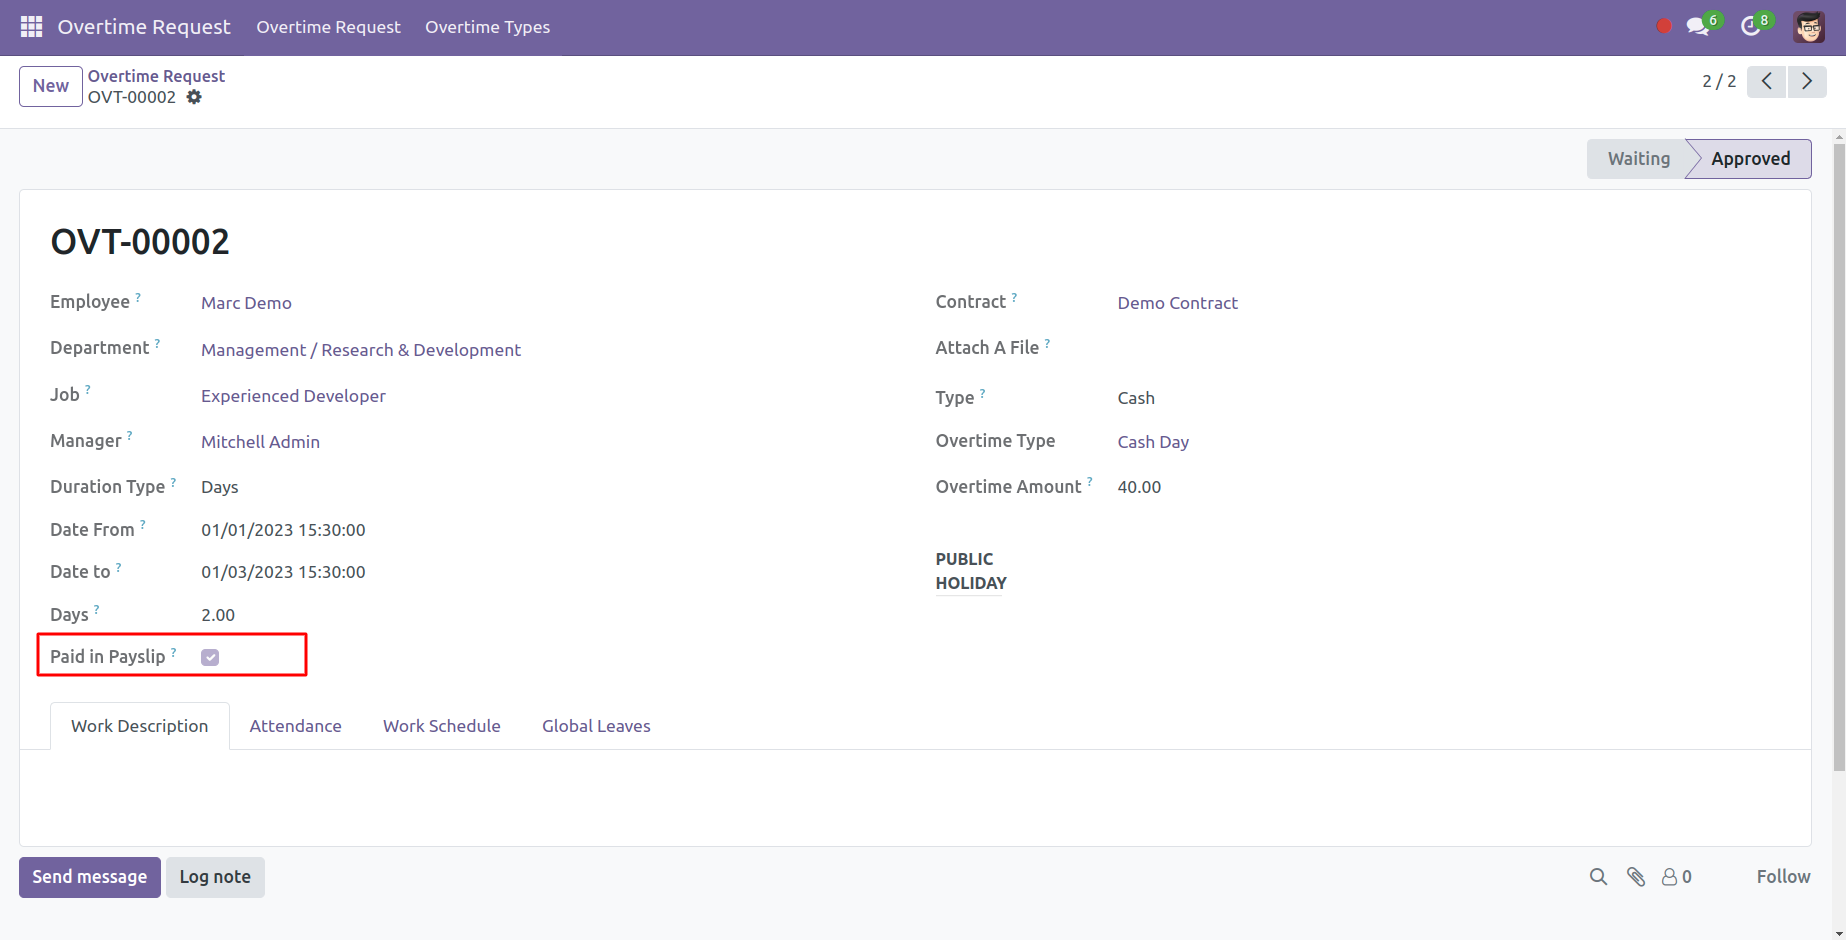 Overtime Request Overtime Request Overtime Types 6 8
New Overtime Request
OVT-00002
2 / 2
Waiting Approved
OVT-00002
Employee ? Marc Demo
Department ? Management / Research & Development
Job ? Experienced Developer
Manager ? Mitchell Admin
Duration Type ? Days
Date From ? 01/01/2023 15:30:00
Date to ? 01/03/2023 15:30:00
Days ? 2.00
Paid in Payslip ?
Contract ? Demo Contract
Attach A File ?
Type ? Cash
Overtime Type Cash Day
Overtime Amount ? 40.00
PUBLIC
HOLIDAY
Work Description Attendance Work Schedule Global Leaves
Send message Log note 0 Follow